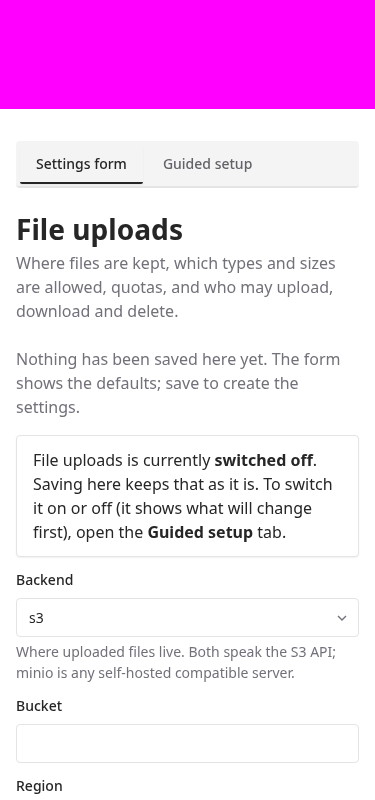 Settings form Guided setup
File uploads
Where files are kept, which types and sizes
are allowed, quotas, and who may upload,
download and delete.
Nothing has been saved here yet. The form
shows the defaults; save to create the
settings.
File uploads is currently switched off.
Saving here keeps that as it is. To switch
it on or off (it shows what will change
first), open the Guided setup tab.
Backend
s3
Where uploaded files live. Both speak the S3 API;
minio is any self-hosted compatible server.
Bucket
Region